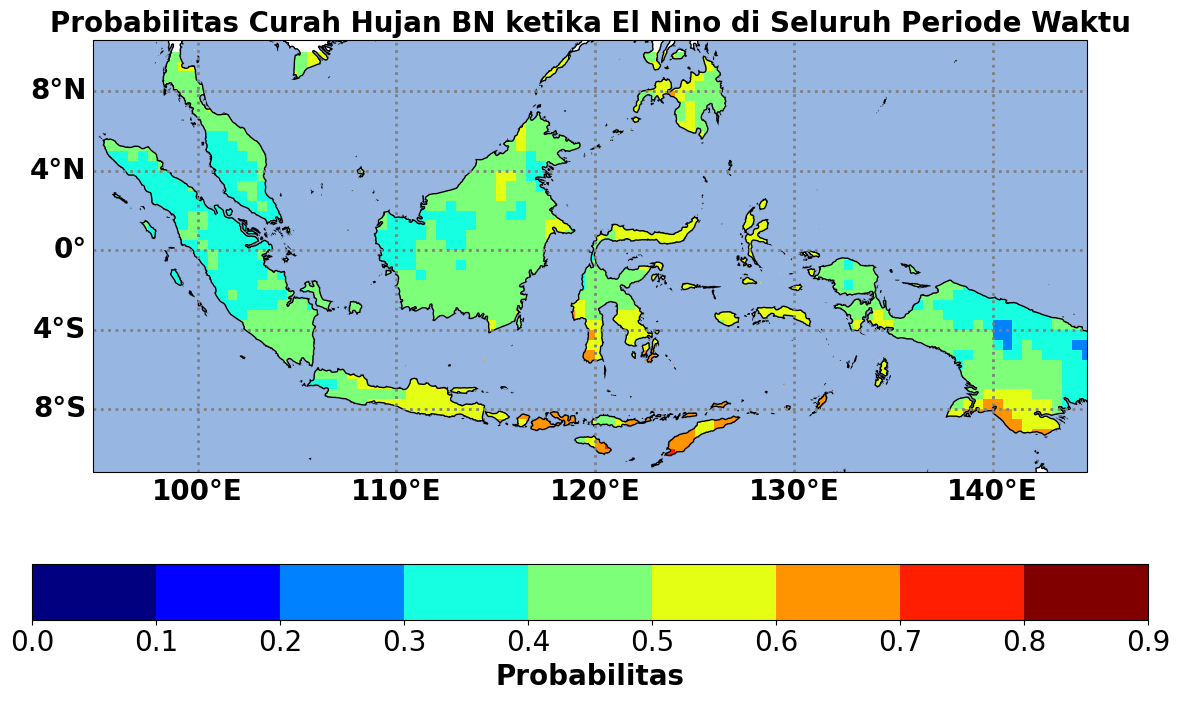 Probabilitas Curah Hujan BN ketika El Nino di Seluruh Periode Waktu
8°N
4°N
0°
4°S
8°S
100°E 110°E 120°E 130°E 140°E
0.0 0.1 0.2 0.3 0.4 0.5 0.6 0.7 0.8 0.9
Probabilitas